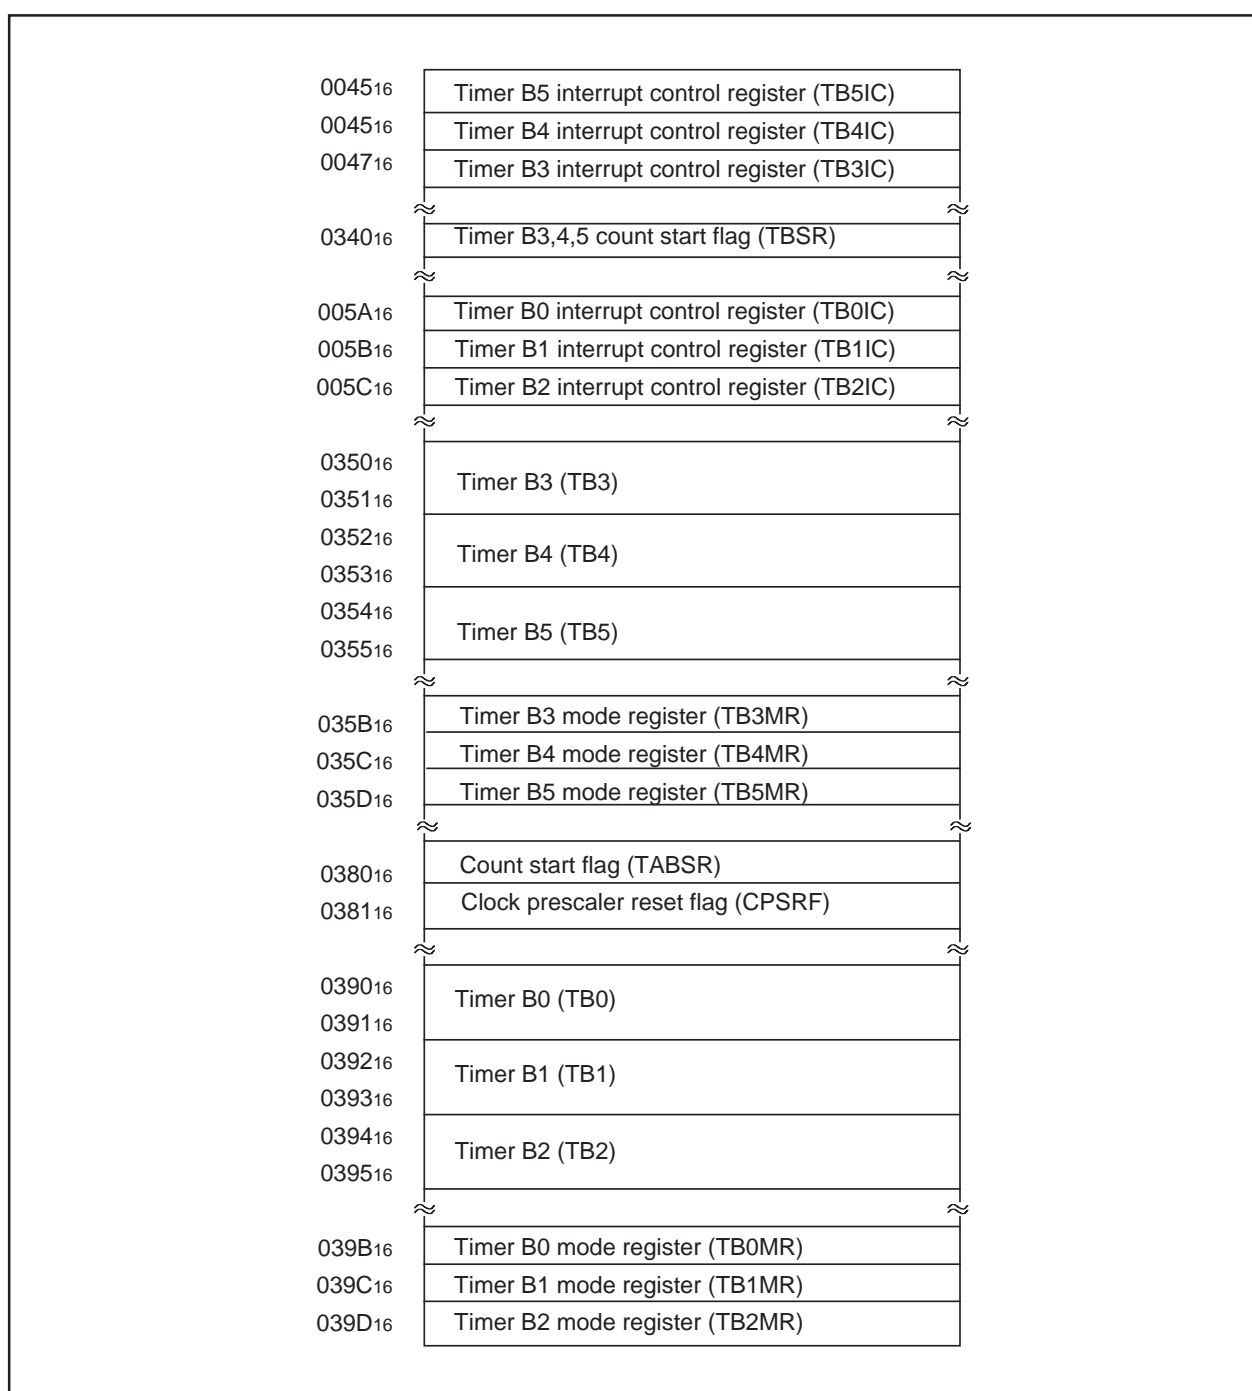 004516 Timer B5 interrupt control register (TB5IC)
004516 Timer B4 interrupt control register (TB4IC)
004716 Timer B3 interrupt control register (TB3IC)
034016 Timer B3,4,5 count start flag (TBSR)
005A16 Timer B0 interrupt control register (TB0IC)
005B16 Timer B1 interrupt control register (TB1IC)
005C16 Timer B2 interrupt control register (TB2IC)
035016
Timer B3 (TB3)
035116
035216
Timer B4 (TB4)
035316
035416
Timer B5 (TB5)
035516
035B16 Timer B3 mode register (TB3MR)
035C16 Timer B4 mode register (TB4MR)
035D16 Timer B5 mode register (TB5MR)
038016 Count start flag (TABSR)
038116 Clock prescaler reset flag (CPSRF)
039016
Timer B0 (TB0)
039116
039216
Timer B1 (TB1)
039316
039416
Timer B2 (TB2)
039516
039B16 Timer B0 mode register (TB0MR)
039C16 Timer B1 mode register (TB1MR)
039D16 Timer B2 mode register (TB2MR)